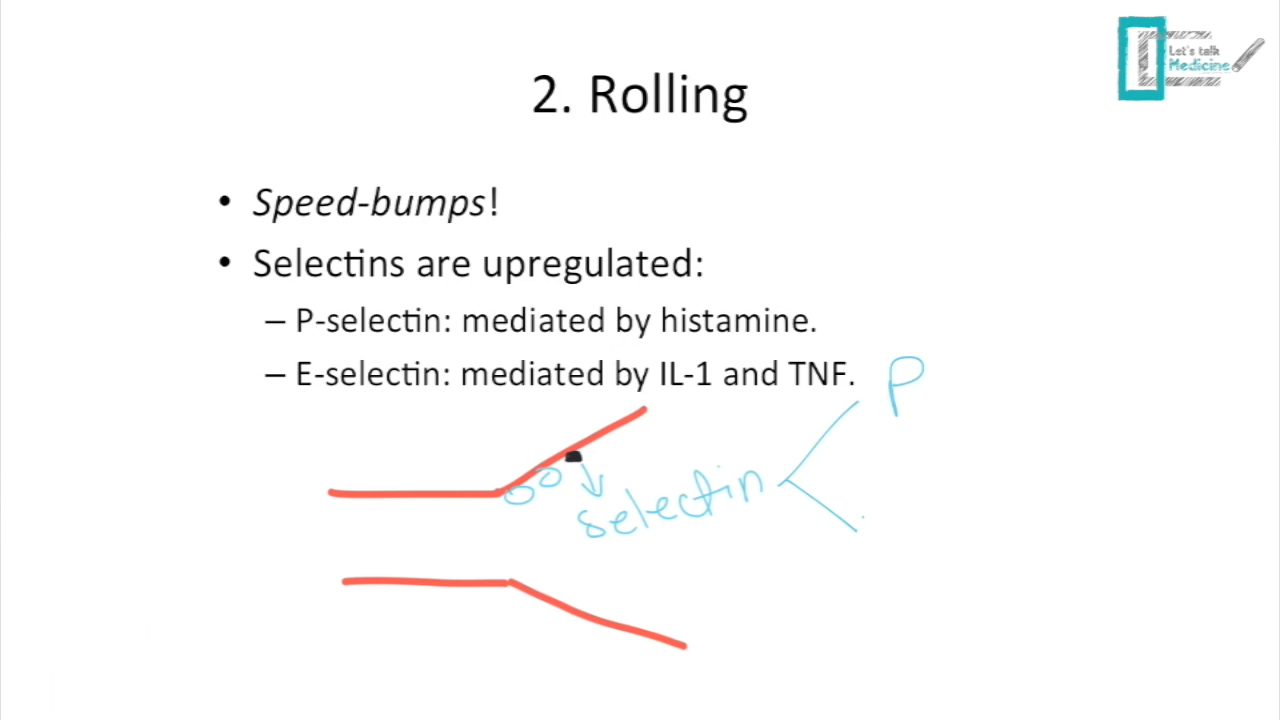 Let's talk
Medicine
2. Rolling
• Speed-bumps!
• Selectins are upregulated:
– P-selectin: mediated by histamine.
– E-selectin: mediated by IL-1 and TNF.
P
selectin